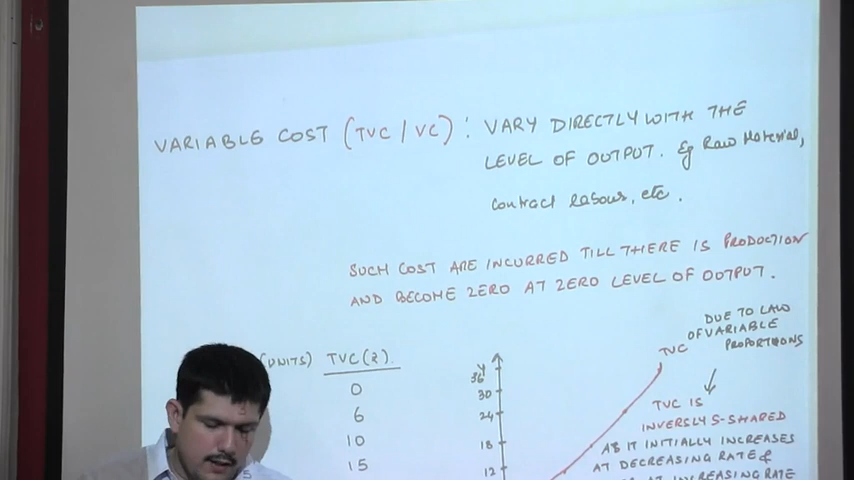 VARIABLE COST (TVC / VC) : VARY DIRECTLY WITH THE
LEVEL OF OUTPUT. Eg Raw Material,
contract labour, etc.
SUCH COST ARE INCURRED TILL THERE IS PRODUCTION
AND BECOME ZERO AT ZERO LEVEL OF OUTPUT.
(UNITS) TVC (₹).
0
6
10
15
Y
36
30
24
18
12
TVC
DUE TO LAW
OF VARIABLE
PROPORTIONS
TVC IS
INVERSLY S-SHAPED
AS IT INITIALLY INCREASES
AT DECREASING RATE &
AT INCREASING RATE